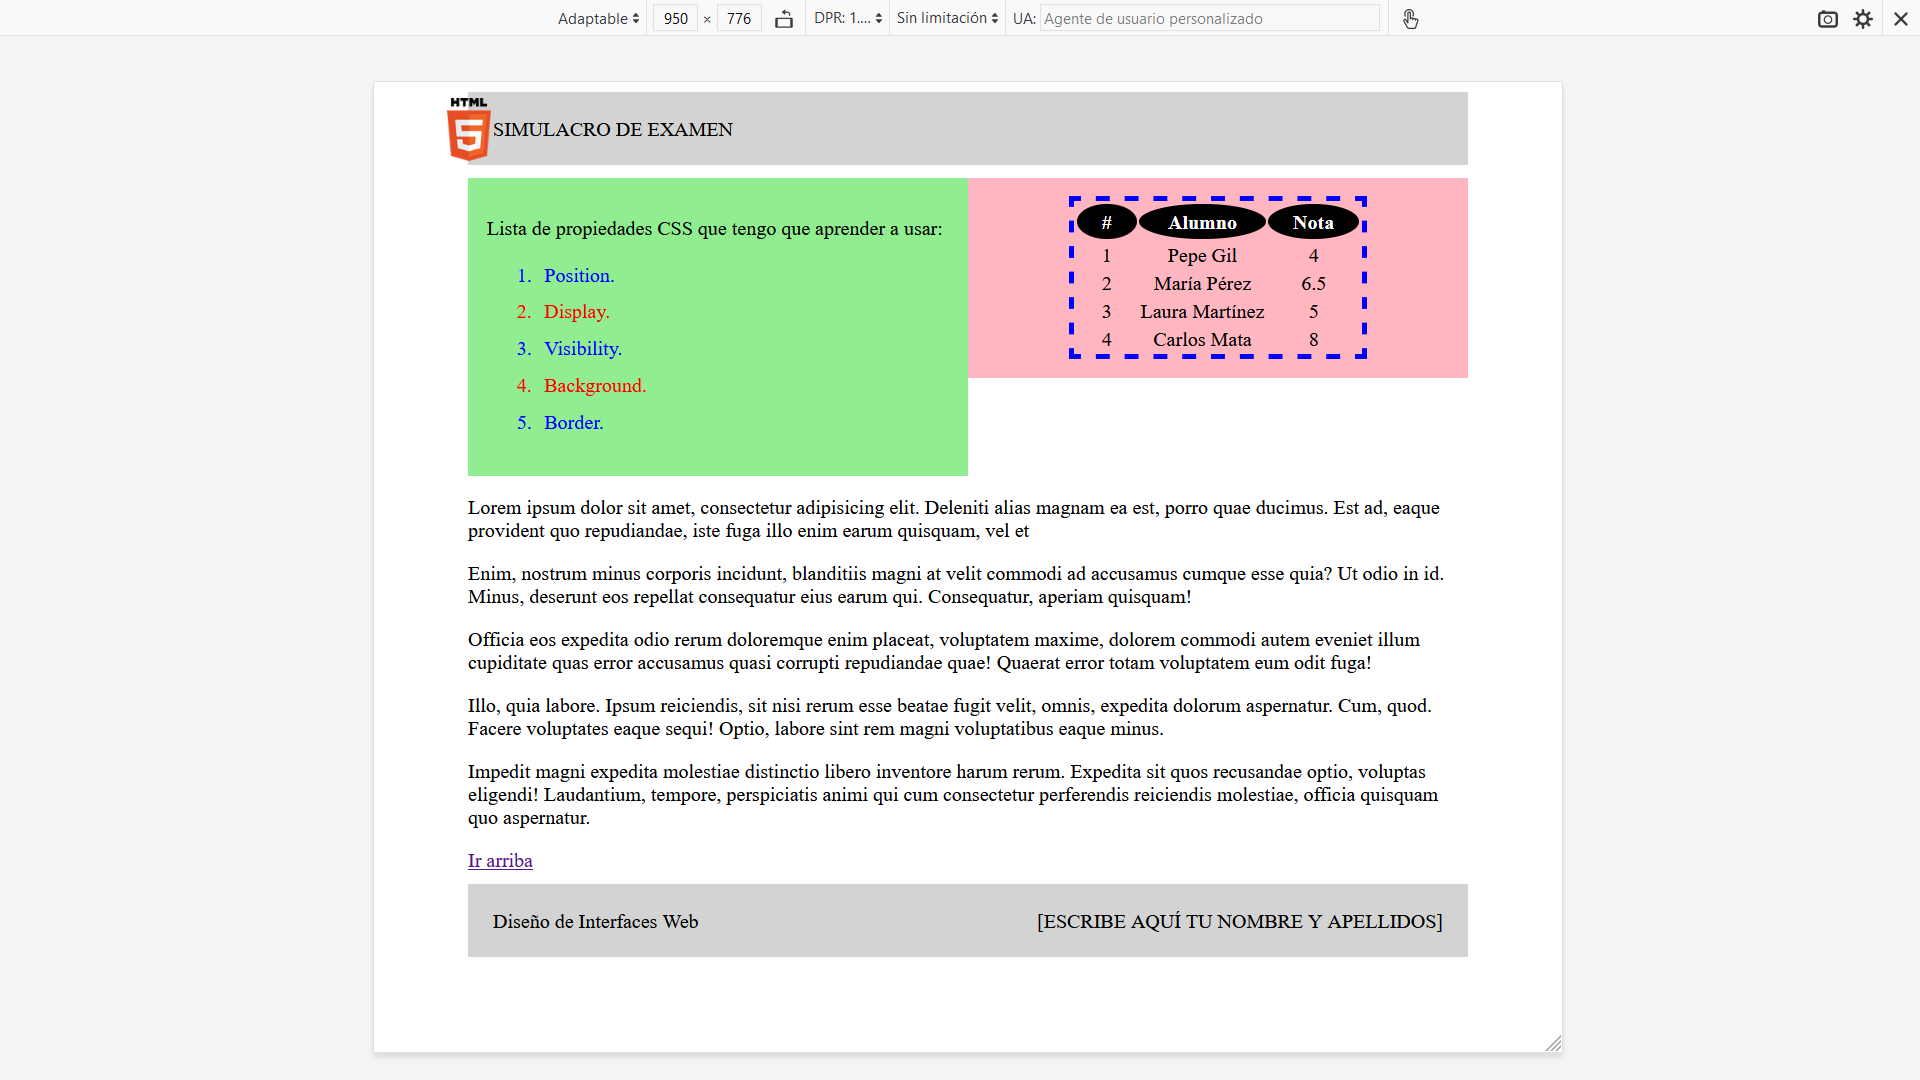 Adaptable 950 × 776 DPR: 1.... Sin limitación UA: Agente de usuario personalizado
HTML
5
SIMULACRO DE EXAMEN
Lista de propiedades CSS que tengo que aprender a usar:
1. Position.
2. Display.
3. Visibility.
4. Background.
5. Border.
# Alumno Nota
1 Pepe Gil 4
2 María Pérez 6.5
3 Laura Martínez 5
4 Carlos Mata 8
Lorem ipsum dolor sit amet, consectetur adipisicing elit. Deleniti alias magnam ea est, porro quae ducimus. Est ad, eaque
provident quo repudiandae, iste fuga illo enim earum quisquam, vel et
Enim, nostrum minus corporis incidunt, blanditiis magni at velit commodi ad accusamus cumque esse quia? Ut odio in id.
Minus, deserunt eos repellat consequatur eius earum qui. Consequatur, aperiam quisquam!
Officia eos expedita odio rerum doloremque enim placeat, voluptatem maxime, dolorem commodi autem eveniet illum
cupiditate quas error accusamus quasi corrupti repudiandae quae! Quaerat error totam voluptatem eum odit fuga!
Illo, quia labore. Ipsum reiciendis, sit nisi rerum esse beatae fugit velit, omnis, expedita dolorum aspernatur. Cum, quod.
Facere voluptates eaque sequi! Optio, labore sint rem magni voluptatibus eaque minus.
Impedit magni expedita molestiae distinctio libero inventore harum rerum. Expedita sit quos recusandae optio, voluptas
eligendi! Laudantium, tempore, perspiciatis animi qui cum consectetur perferendis reiciendis molestiae, officia quisquam
quo aspernatur.
Ir arriba
Diseño de Interfaces Web [ESCRIBE AQUÍ TU NOMBRE Y APELLIDOS]